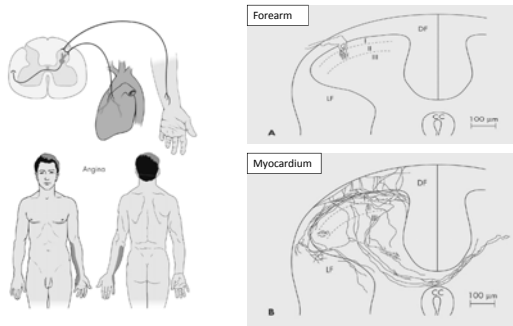 Angina
Forearm
DF
I
II
III
LF
CC
A
100 μm
Myocardium
DF
I
LF
CC
B
100 μm